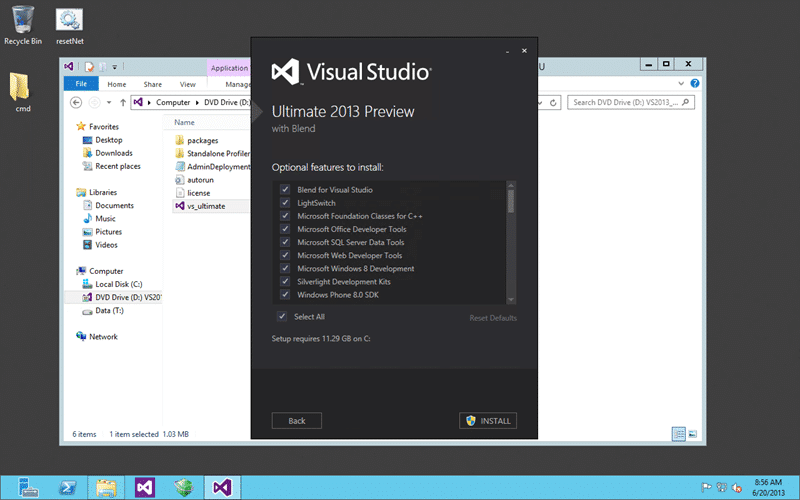 Recycle Bin
resetNet
cmd
Application
U
File
Home
Share
View
Manage
Computer
DVD Drive (D:)
Search DVD Drive (D:) VS2013_...
Favorites
Desktop
Downloads
Recent places
Libraries
Documents
Music
Pictures
Videos
Computer
Local Disk (C:)
DVD Drive (D:) VS201
Data (T:)
Network
Name
packages
Standalone Profiler
AdminDeployment
autorun
license
vs_ultimate
6 items
1 item selected 1.03 MB
Visual Studio
Ultimate 2013 Preview
with Blend
Optional features to install:
Blend for Visual Studio
LightSwitch
Microsoft Foundation Classes for C++
Microsoft Office Developer Tools
Microsoft SQL Server Data Tools
Microsoft Web Developer Tools
Microsoft Windows 8 Development
Silverlight Development Kits
Windows Phone 8.0 SDK
Select All
Reset Defaults
Setup requires 11.29 GB on C:
Back
INSTALL
8:56 AM
6/20/2013